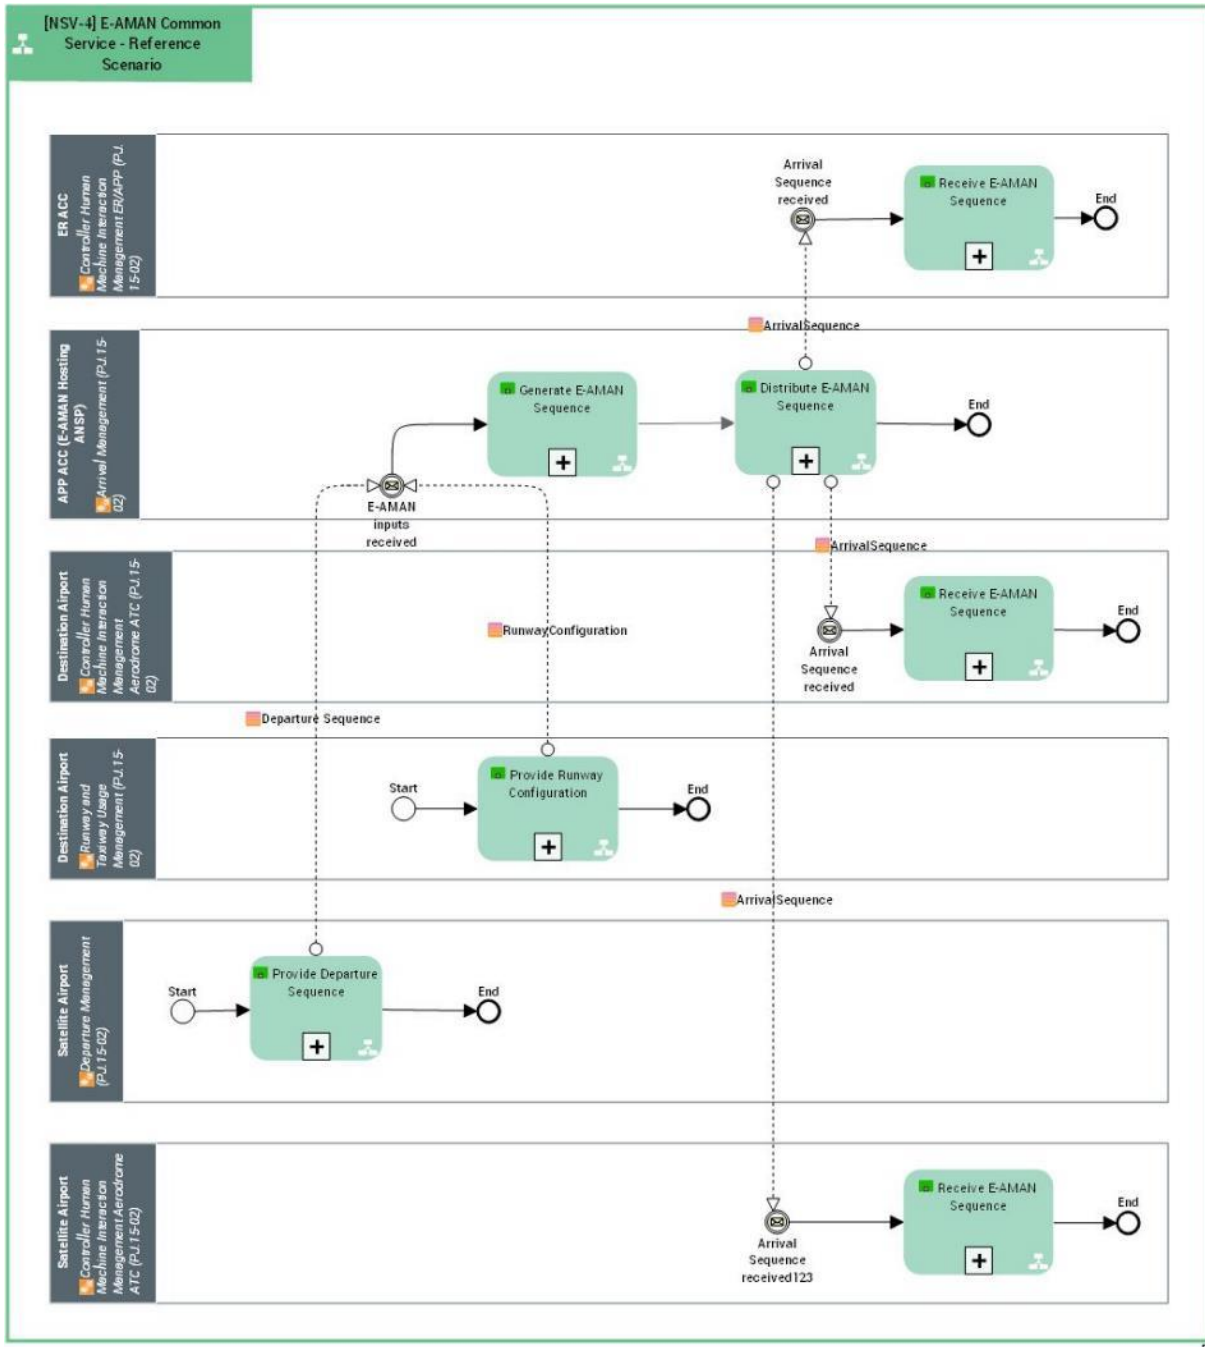 [NSV-4] E-AMAN Common
Service - Reference
Scenario
ER ACC
Controller Human
Machine Interaction
Management ER/APP (PJ.
15-02)
Arrival
Sequence
received
Receive E-AMAN
Sequence
End
ArrivalSequence
APP ACC (E-AMAN Hosting
ANSP)
Arrival Management (PJ.15-
02)
Generate E-AMAN
Sequence
Distribute E-AMAN
Sequence
End
E-AMAN
inputs
received
ArrivalSequence
Destination Airport
Controller Human
Machine Interaction
Management
Aerodrome ATC (PJ.15-
02)
Receive E-AMAN
Sequence
End
RunwayConfiguration
Arrival
Sequence
received
Departure Sequence
Destination Airport
Runway and
Taxiway Usage
Management (PJ.15-
02)
Start
Provide Runway
Configuration
End
ArrivalSequence
Satellite Airport
Departure Management
(PJ.15-02)
Start
Provide Departure
Sequence
End
Satellite Airport
Controller Human
Machine Interaction
Management Aerodrome
ATC (PJ.15-02)
Arrival
Sequence
received123
Receive E-AMAN
Sequence
End